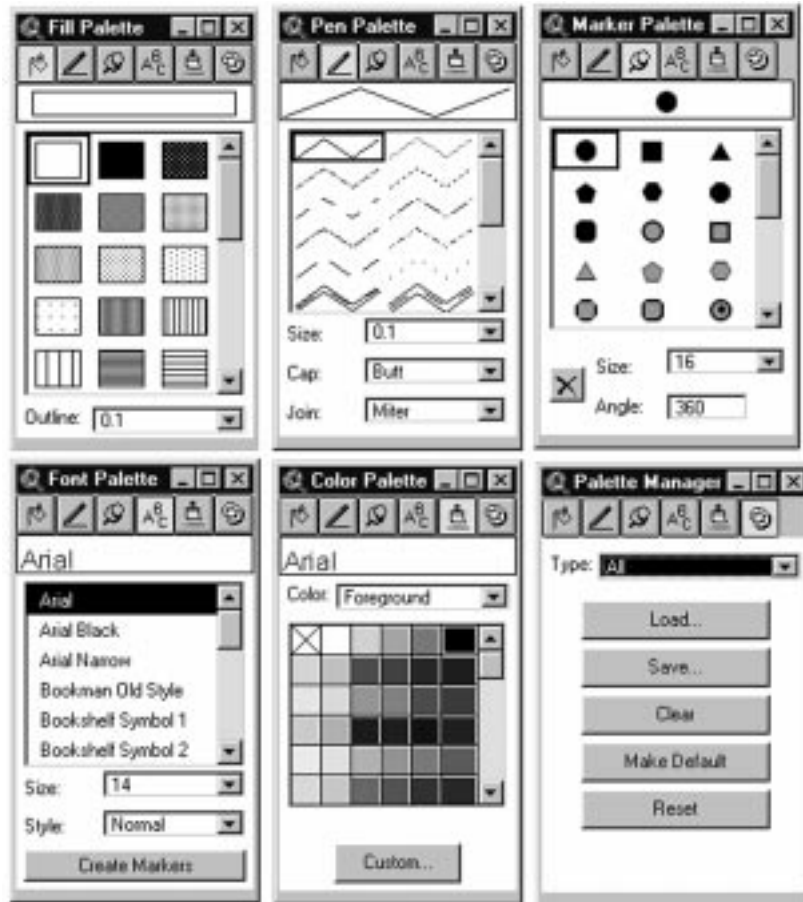 Fill Palette
A B C
Outline: 0.1
Pen Palette
A B C
Size: 0.1
Cap: Butt
Join: Miter
Marker Palette
A B C
Size: 16
Angle: 360
Font Palette
A B C
Arial
Arial
Arial Black
Arial Narrow
Bookman Old Style
Bookshelf Symbol 1
Bookshelf Symbol 2
Size: 14
Style: Normal
Create Markers
Color Palette
A B C
Arial
Color: Foreground
Custom...
Palette Manager
A B C
Type: All
Load...
Save...
Clear
Make Default
Reset